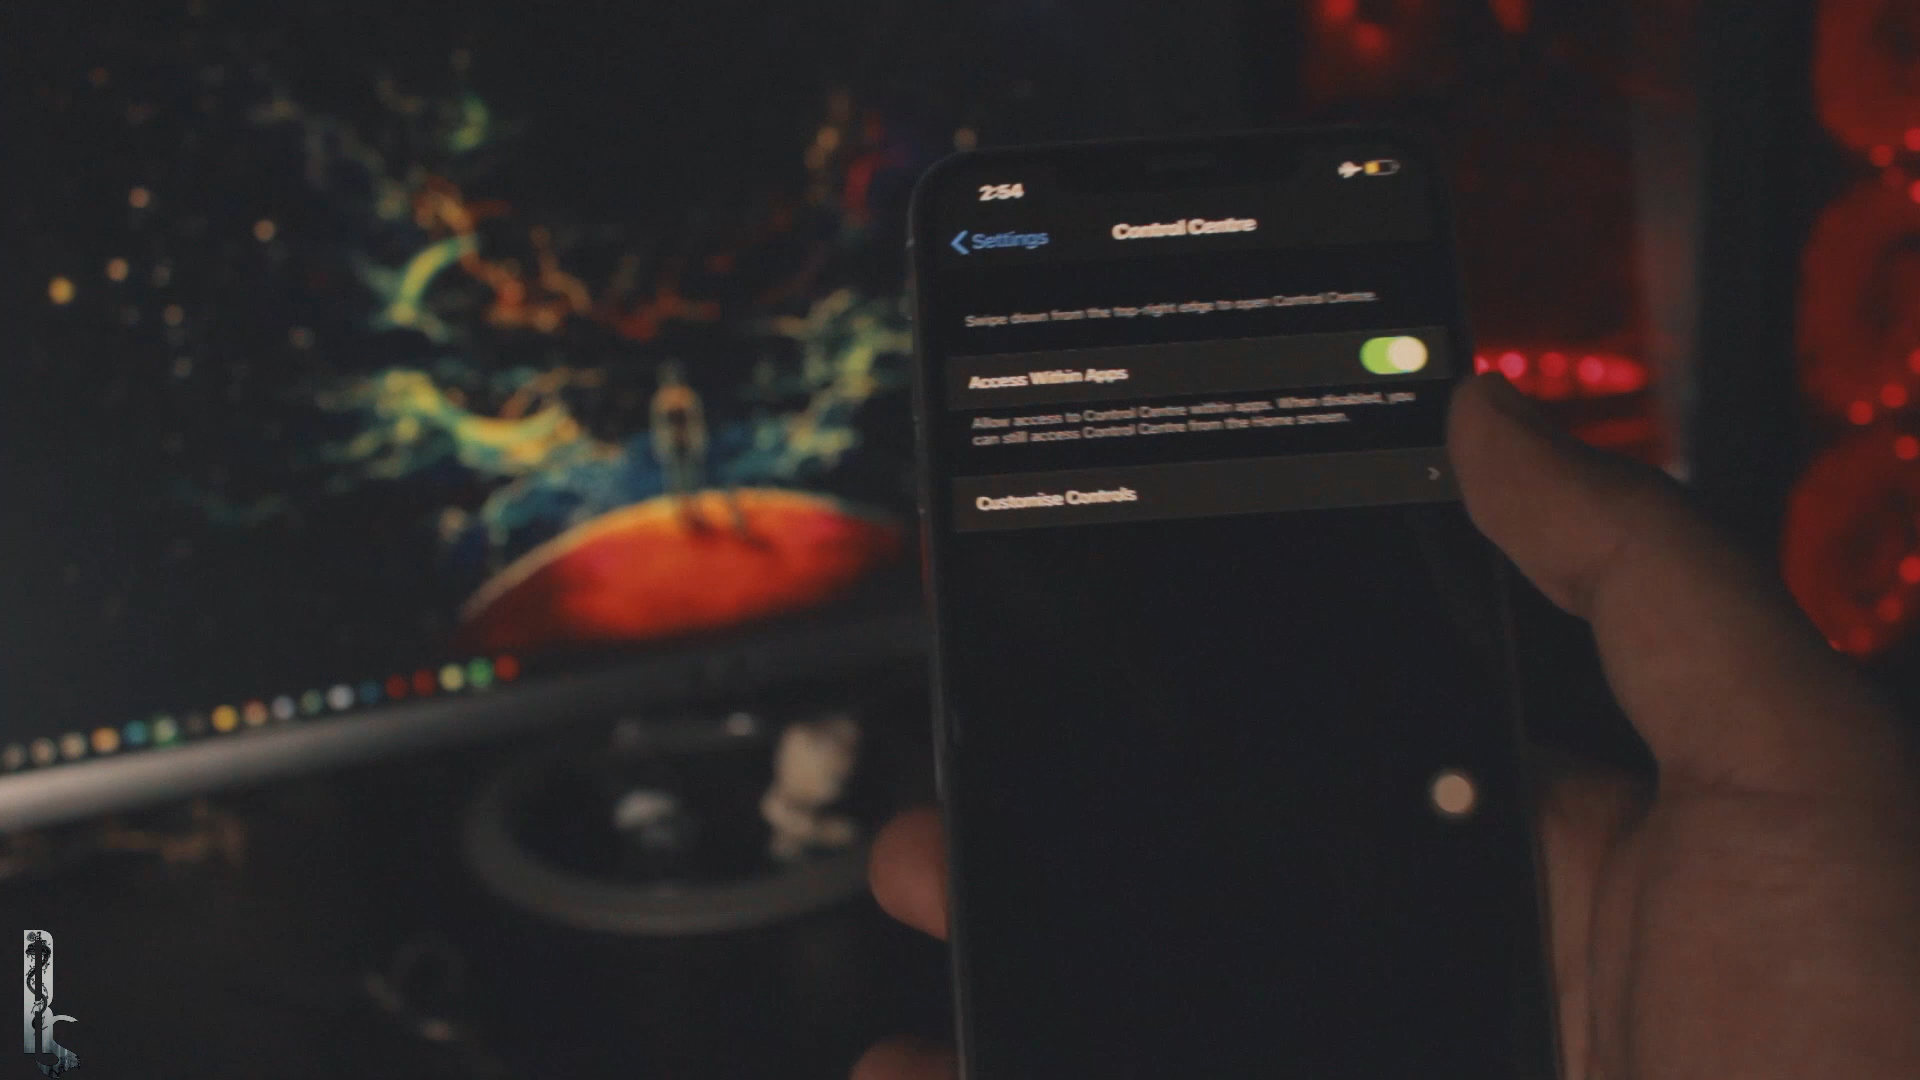 2:54
Settings
Control Centre
Swipe down from the top-right edge to open Control Centre.
Access Within Apps
Allow access to Control Centre within apps. When disabled, you
can still access Control Centre from the Home screen.
Customise Controls